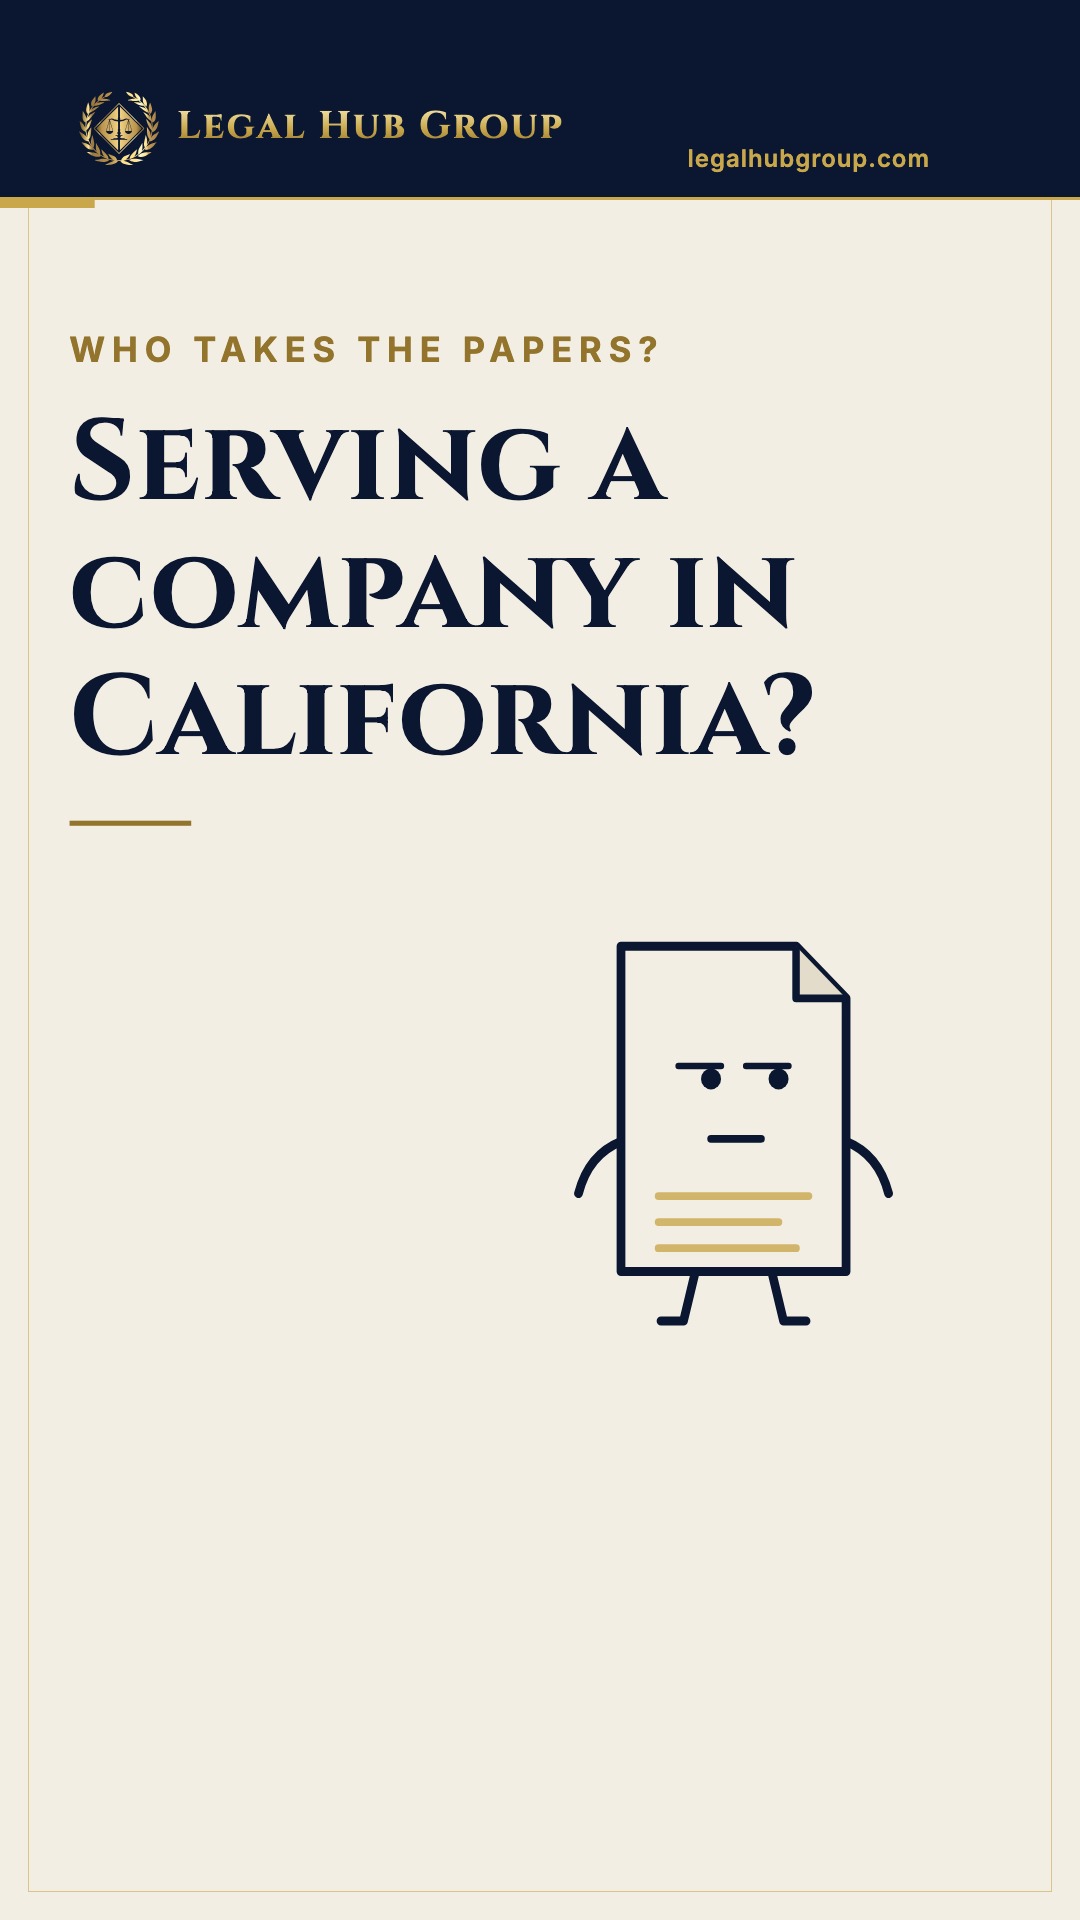 Legal Hub Group
legalhubgroup.com
WHO TAKES THE PAPERS?
Serving a
company in
California?